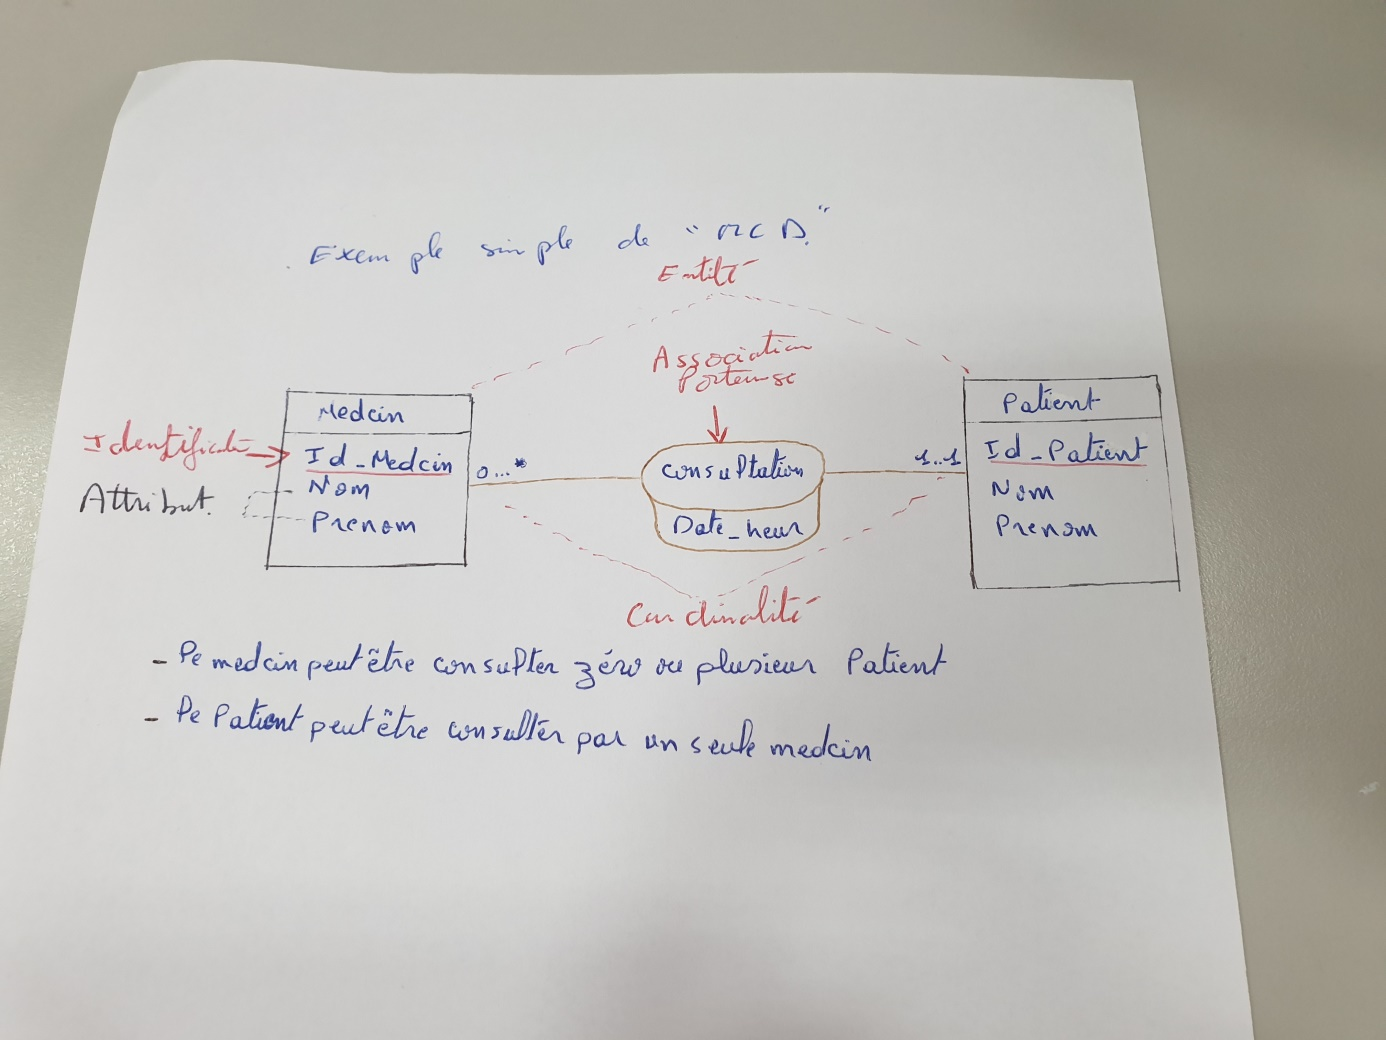 Exemple simple de "MCD."
Entité
Association
Porteuse
Medcin
Patient
Identificate
Id_Medcin
0...*
Consultation
1..1
Id_Patient
Attribut.
Nom
Nom
Prenom
Date_heur
Prenom
Cardinalité
- le medcin peut être consulter zéro ou plusieur Patient
- le Patient peut être consulter par un seule medcin